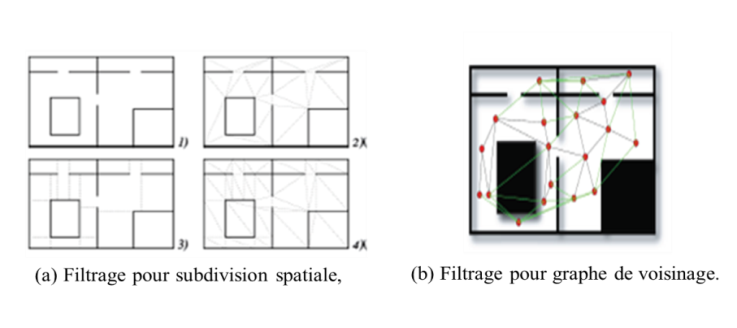 1)
2)
3)
4)
(a) Filtrage pour subdivision spatiale,
(b) Filtrage pour graphe de voisinage.